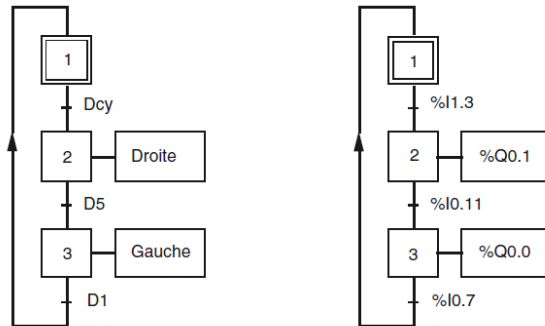 1
Dcy
2
Droite
D5
3
Gauche
D1
1
%I1.3
2
%Q0.1
%I0.11
3
%Q0.0
%I0.7